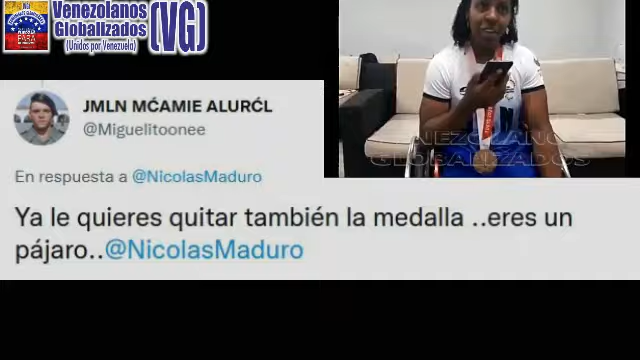 Venezolanos
Globalizados
(Unidos por Venezuela)
(VG)
JMLN MĆAMIE ALURĆL
@Miguelitoonee
En respuesta a @NicolasMaduro
Ya le quieres quitar también la medalla ..eres un
pájaro..@NicolasMaduro
VENEZOLANOS
GLOBALIZADOS